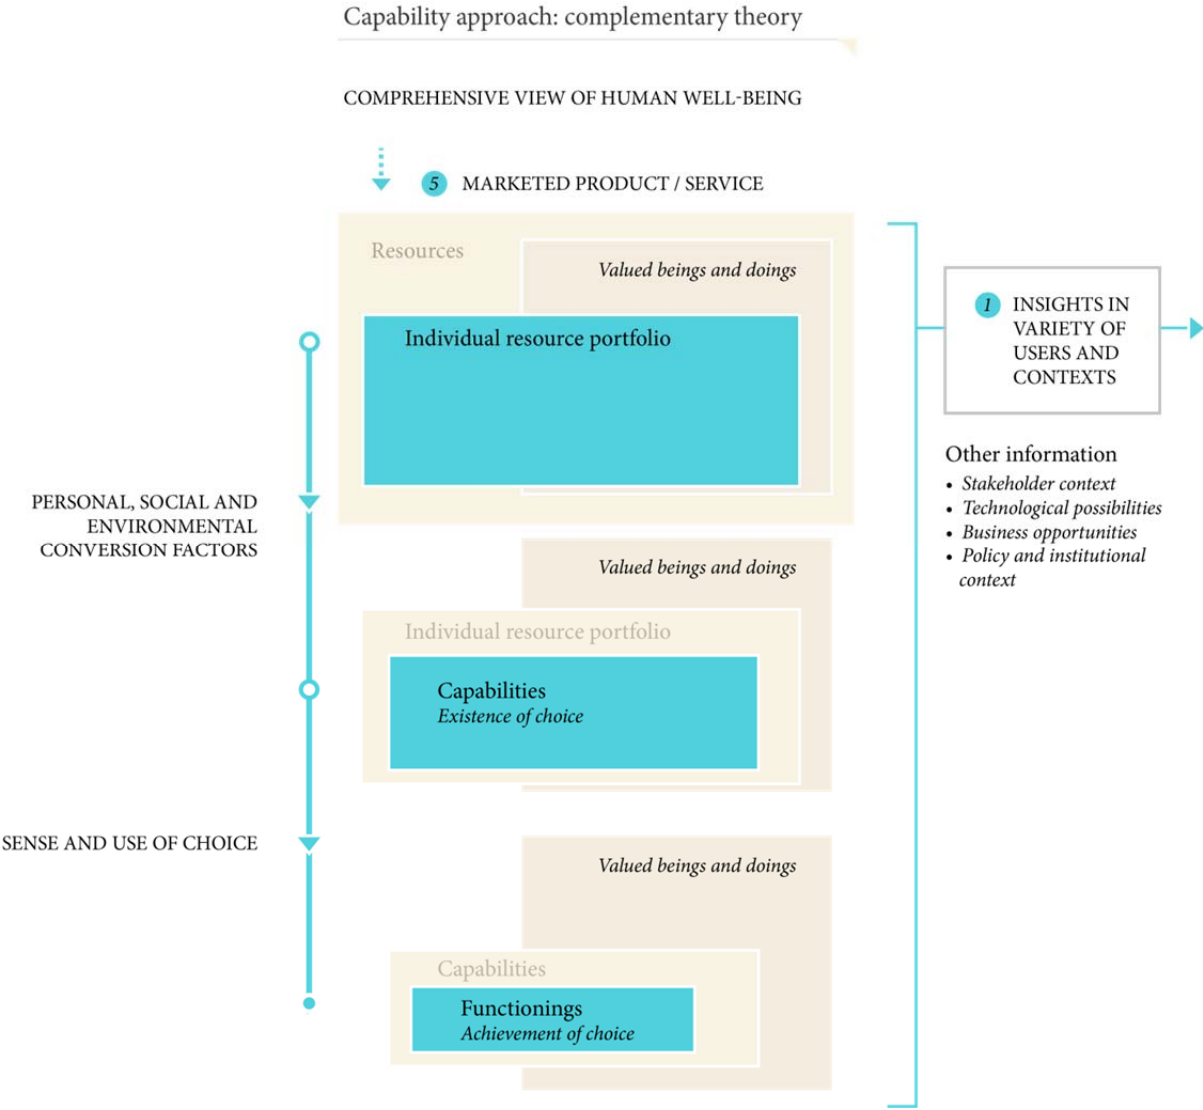 Capability approach: complementary theory
COMPREHENSIVE VIEW OF HUMAN WELL-BEING
5 MARKETED PRODUCT / SERVICE
Resources
Valued beings and doings
Individual resource portfolio
PERSONAL, SOCIAL AND
ENVIRONMENTAL
CONVERSION FACTORS
Valued beings and doings
Individual resource portfolio
Capabilities
Existence of choice
SENSE AND USE OF CHOICE
Valued beings and doings
Capabilities
Functionings
Achievement of choice
1 INSIGHTS IN
VARIETY OF
USERS AND
CONTEXTS
Other information
• Stakeholder context
• Technological possibilities
• Business opportunities
• Policy and institutional
context